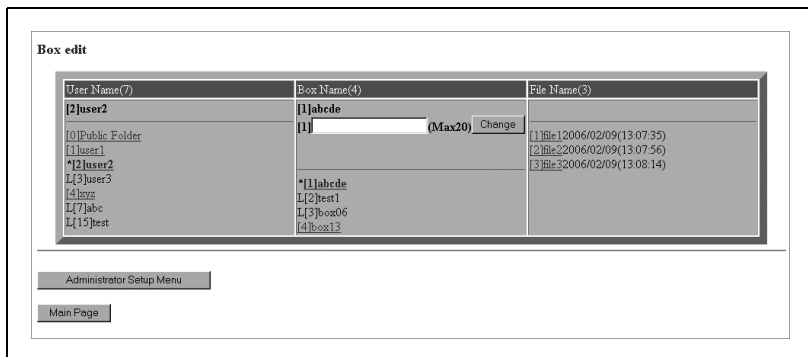 Box edit
User Name(7)
[2]user2
[0]Public Folder
[1]user1
*[2]user2
L[3]user3
[4]xyz
L[7]abc
L[15]test
Box Name(4)
[1]abcde
[1] (Max20) Change
*[1]abcde
L[2]test1
L[3]box06
[4]box13
File Name(3)
[1]file12006/02/09(13:07:35)
[2]file22006/02/09(13:07:56)
[3]file32006/02/09(13:08:14)
Administrator Setup Menu
Main Page